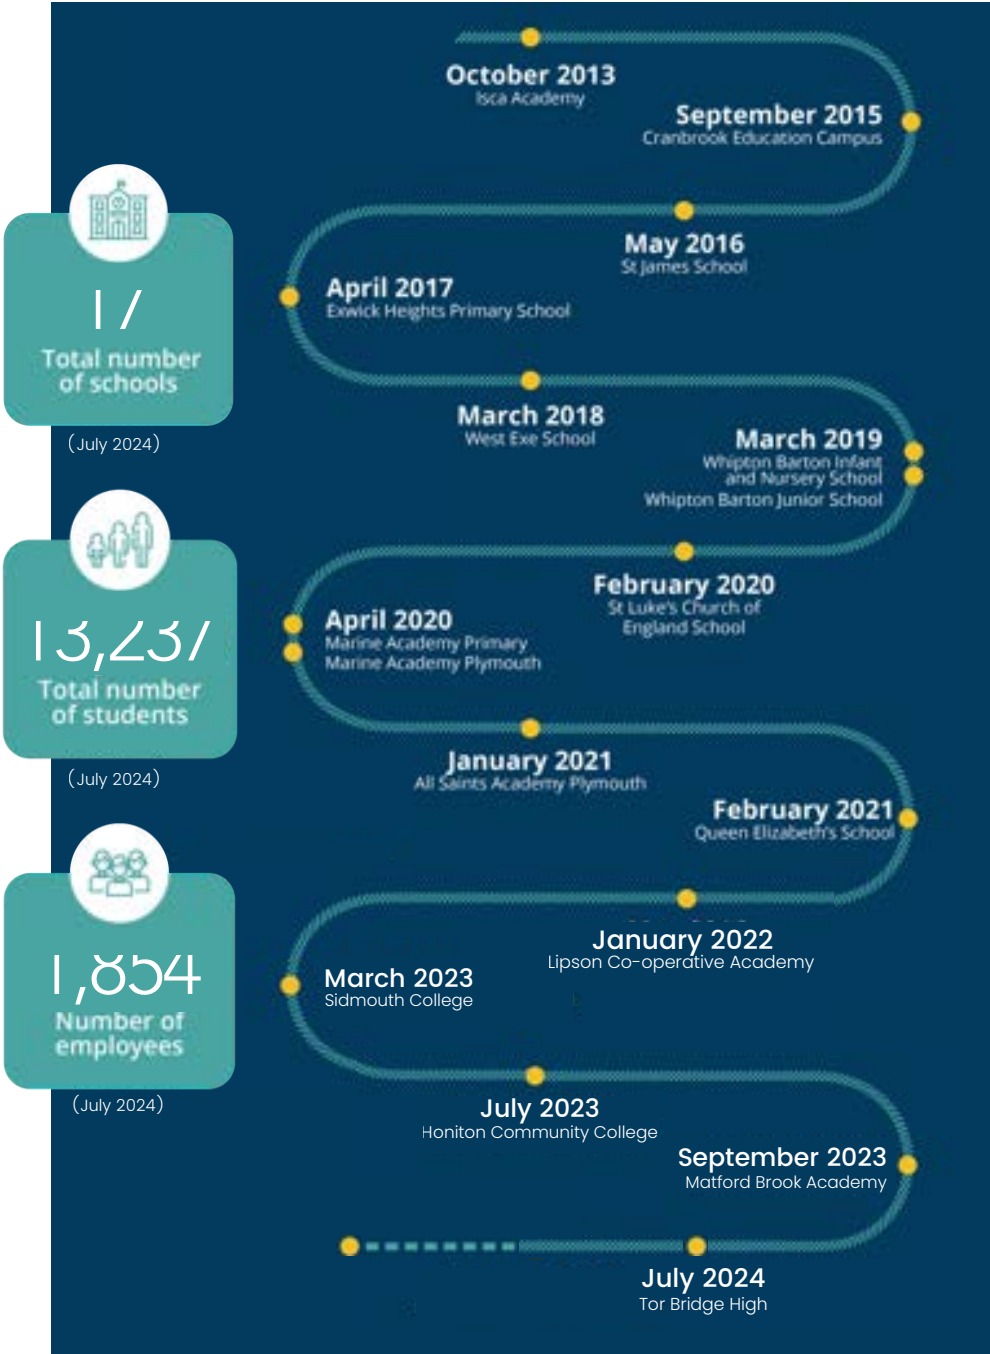 October 2013
Isca Academy
September 2015
Cranbrook Education Campus
May 2016
St James School
April 2017
Exwick Heights Primary School
March 2018
West Exe School
March 2019
Whipton Barton Infant
and Nursery School
Whipton Barton Junior School
February 2020
St Luke's Church of
England School
April 2020
Marine Academy Primary
Marine Academy Plymouth
January 2021
All Saints Academy Plymouth
February 2021
Queen Elizabeth's School
January 2022
Lipson Co-operative Academy
March 2023
Sidmouth College
July 2023
Honiton Community College
September 2023
Matford Brook Academy
July 2024
Tor Bridge High
17
Total number
of schools
(July 2024)
13,237
Total number
of students
(July 2024)
1,854
Number of
employees
(July 2024)